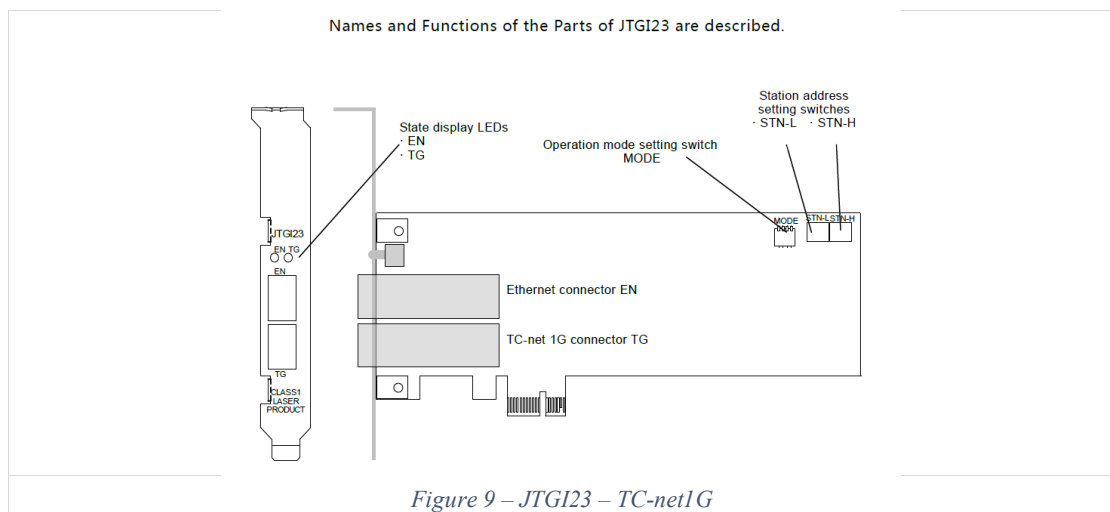 Names and Functions of the Parts of JTGI23 are described.
Station address
setting switches
· STN-L · STN-H
State display LEDs
· EN
· TG
Operation mode setting switch
MODE
MODE
STN-L
STN-H
JTGI23
EN TG
EN
Ethernet connector EN
TC-net 1G connector TG
TG
CLASS1
LASER
PRODUCT
Figure 9 – JTGI23 – TC-net1G